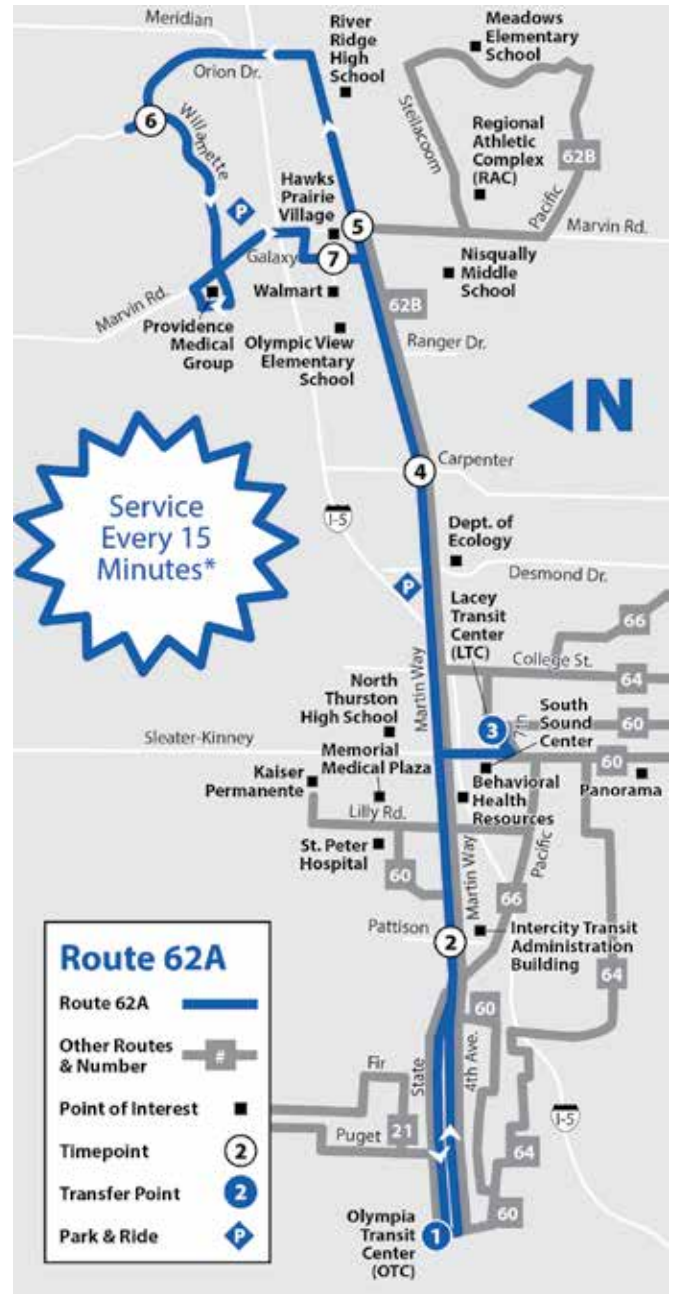 Meridian
River
Ridge
High
School
Meadows
Elementary
School
Orion Dr.
Steilacoom
6
Willamette
Regional
Athletic
Complex
(RAC)
62B
Pacific
Hawks
Prairie
Village
P
5
Marvin Rd.
Galaxy
7
Nisqually
Middle
School
Marvin Rd.
Walmart
62B
Providence
Medical
Group
Olympic View
Elementary
School
Ranger Dr.
N
4
Carpenter
Service
Every 15
Minutes*
I-5
Dept. of
Ecology
P
Desmond Dr.
Lacey
Transit
Center
(LTC)
66
College St.
64
Martin Way
North
Thurston
High School
South
Sound
Center
3
7th
60
Sleater-Kinney
60
Memorial
Medical Plaza
Kaiser
Permanente
Behavioral
Health
Resources
Panorama
Lilly Rd.
St. Peter
Hospital
Martin Way
Pacific
60
66
Pattison
2
Intercity Transit
Administration
Building
64
60
State
4th Ave.
Fir
Puget
21
I-5
64
60
Olympia
Transit
Center
(OTC)
1
Route 62A
Route 62A
Other Routes
& Number
#
Point of Interest
Timepoint
2
Transfer Point
2
Park & Ride
P